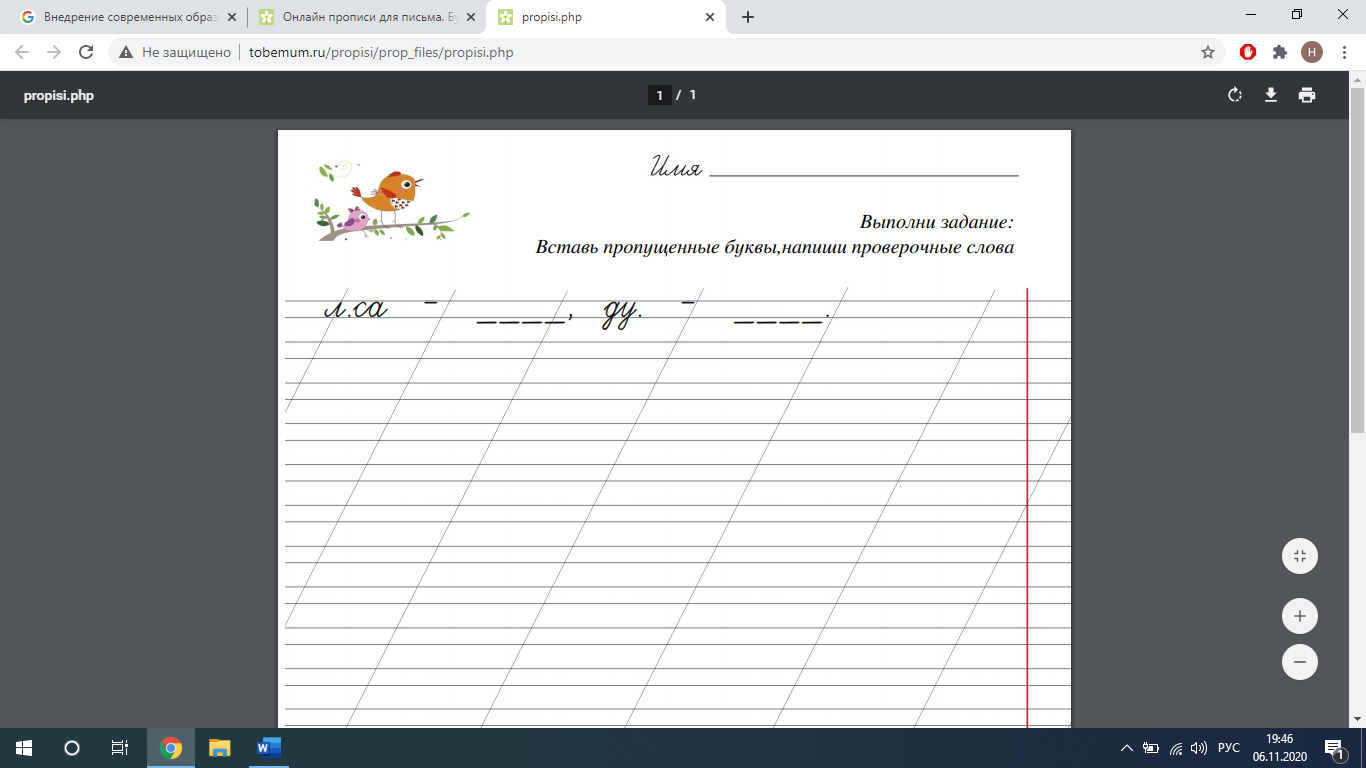 Внедрение современных образ
Онлайн прописи для письма. Бу
propisi.php
Не защищено
tobemum.ru/propisi/prop_files/propisi.php
Н
propisi.php
1 / 1
Имя
Выполни задание:
Вставь пропущенные буквы,напиши проверочные слова
л.са – _ _ _ _, ду. – _ _ _ _.
19:46
РУС
06.11.2020
1